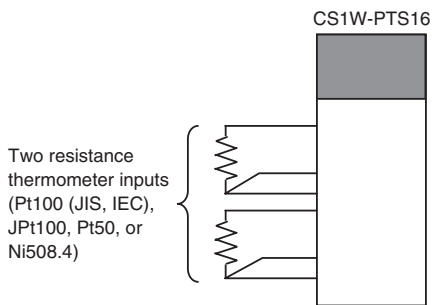 CS1W-PTS16
Two resistance
thermometer inputs
(Pt100 (JIS, IEC),
JPt100, Pt50, or
Ni508.4)